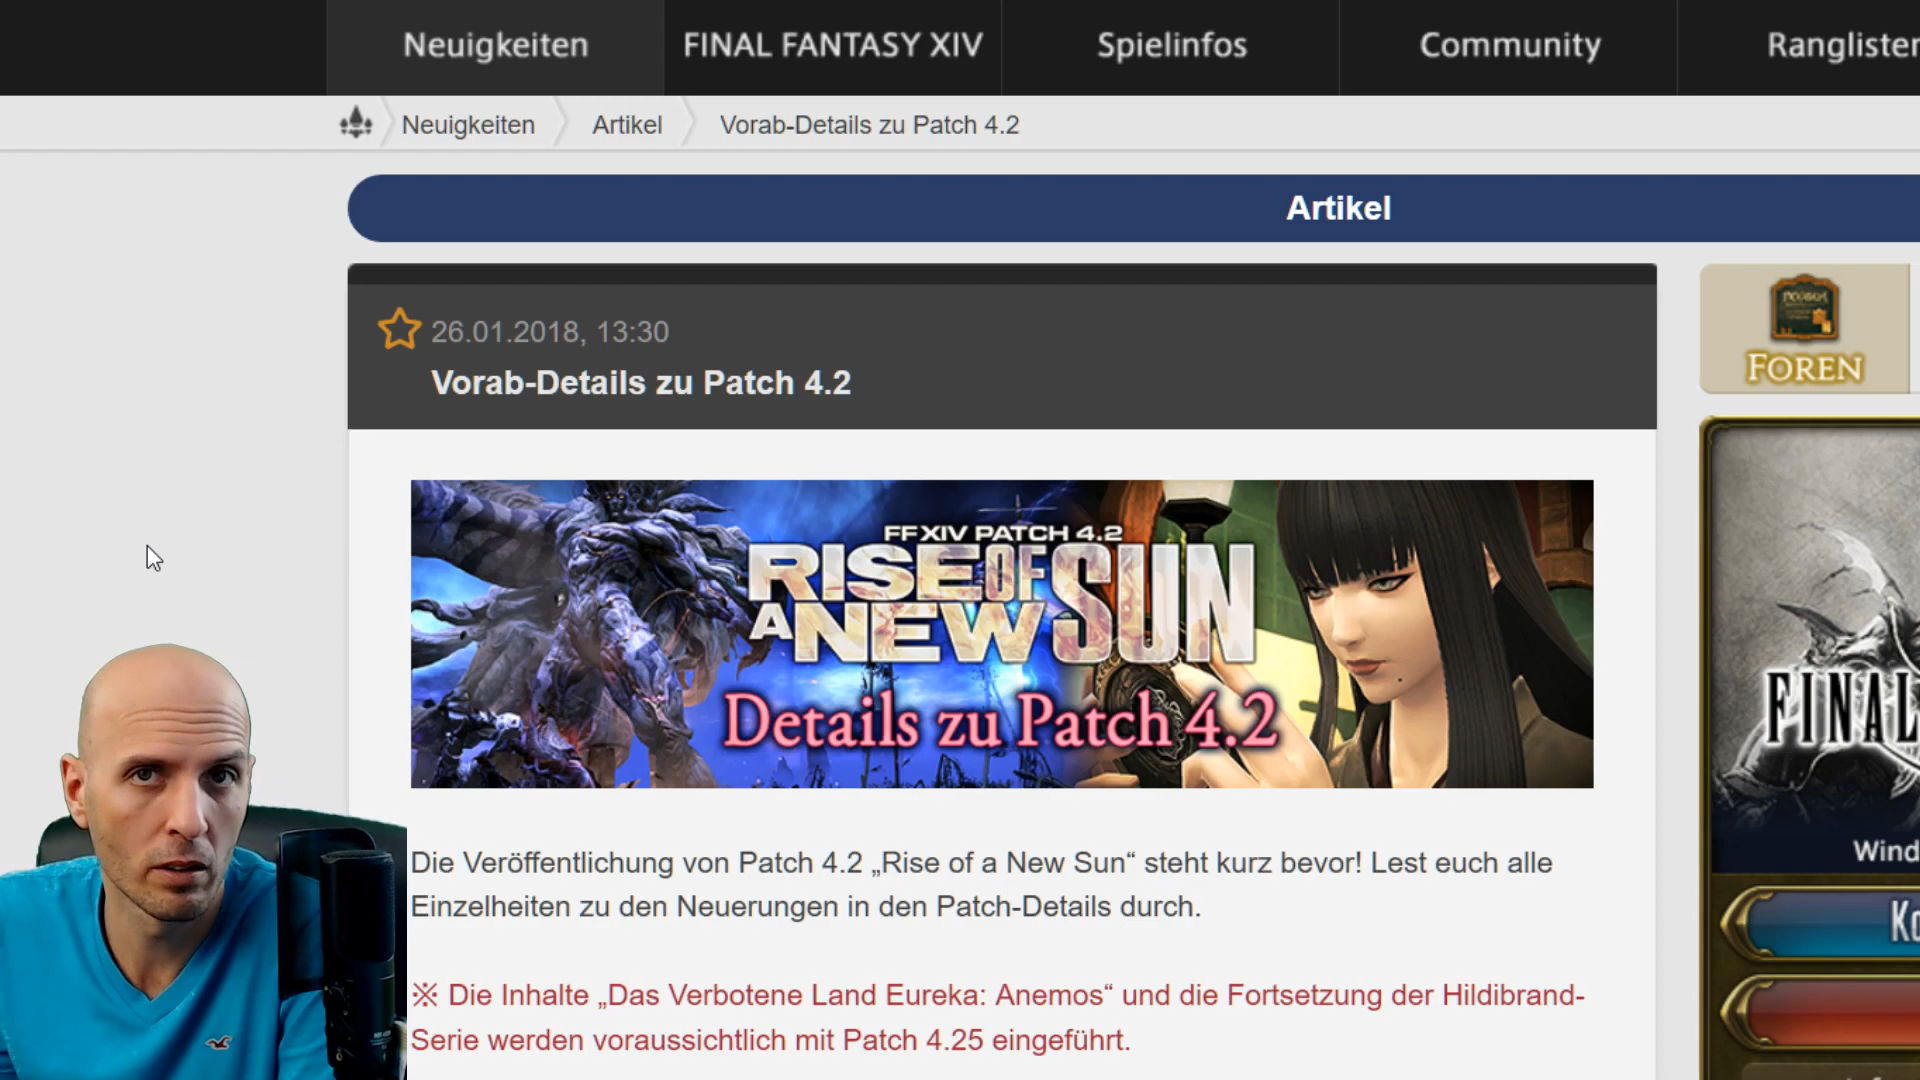 Neuigkeiten
FINAL FANTASY XIV
Spielinfos
Community
Neuigkeiten
Artikel
Vorab-Details zu Patch 4.2
Artikel
26.01.2018, 13:30
Vorab-Details zu Patch 4.2
FOREN
FFXIV PATCH 4.2
RISE OF
A NEW SUN
Details zu Patch 4.2
FINAL
Die Veröffentlichung von Patch 4.2 „Rise of a New Sun“ steht kurz bevor! Lest euch alle
Einzelheiten zu den Neuerungen in den Patch-Details durch.
※ Die Inhalte „Das Verbotene Land Eureka: Anemos“ und die Fortsetzung der Hildibrand-
Serie werden voraussichtlich mit Patch 4.25 eingeführt.